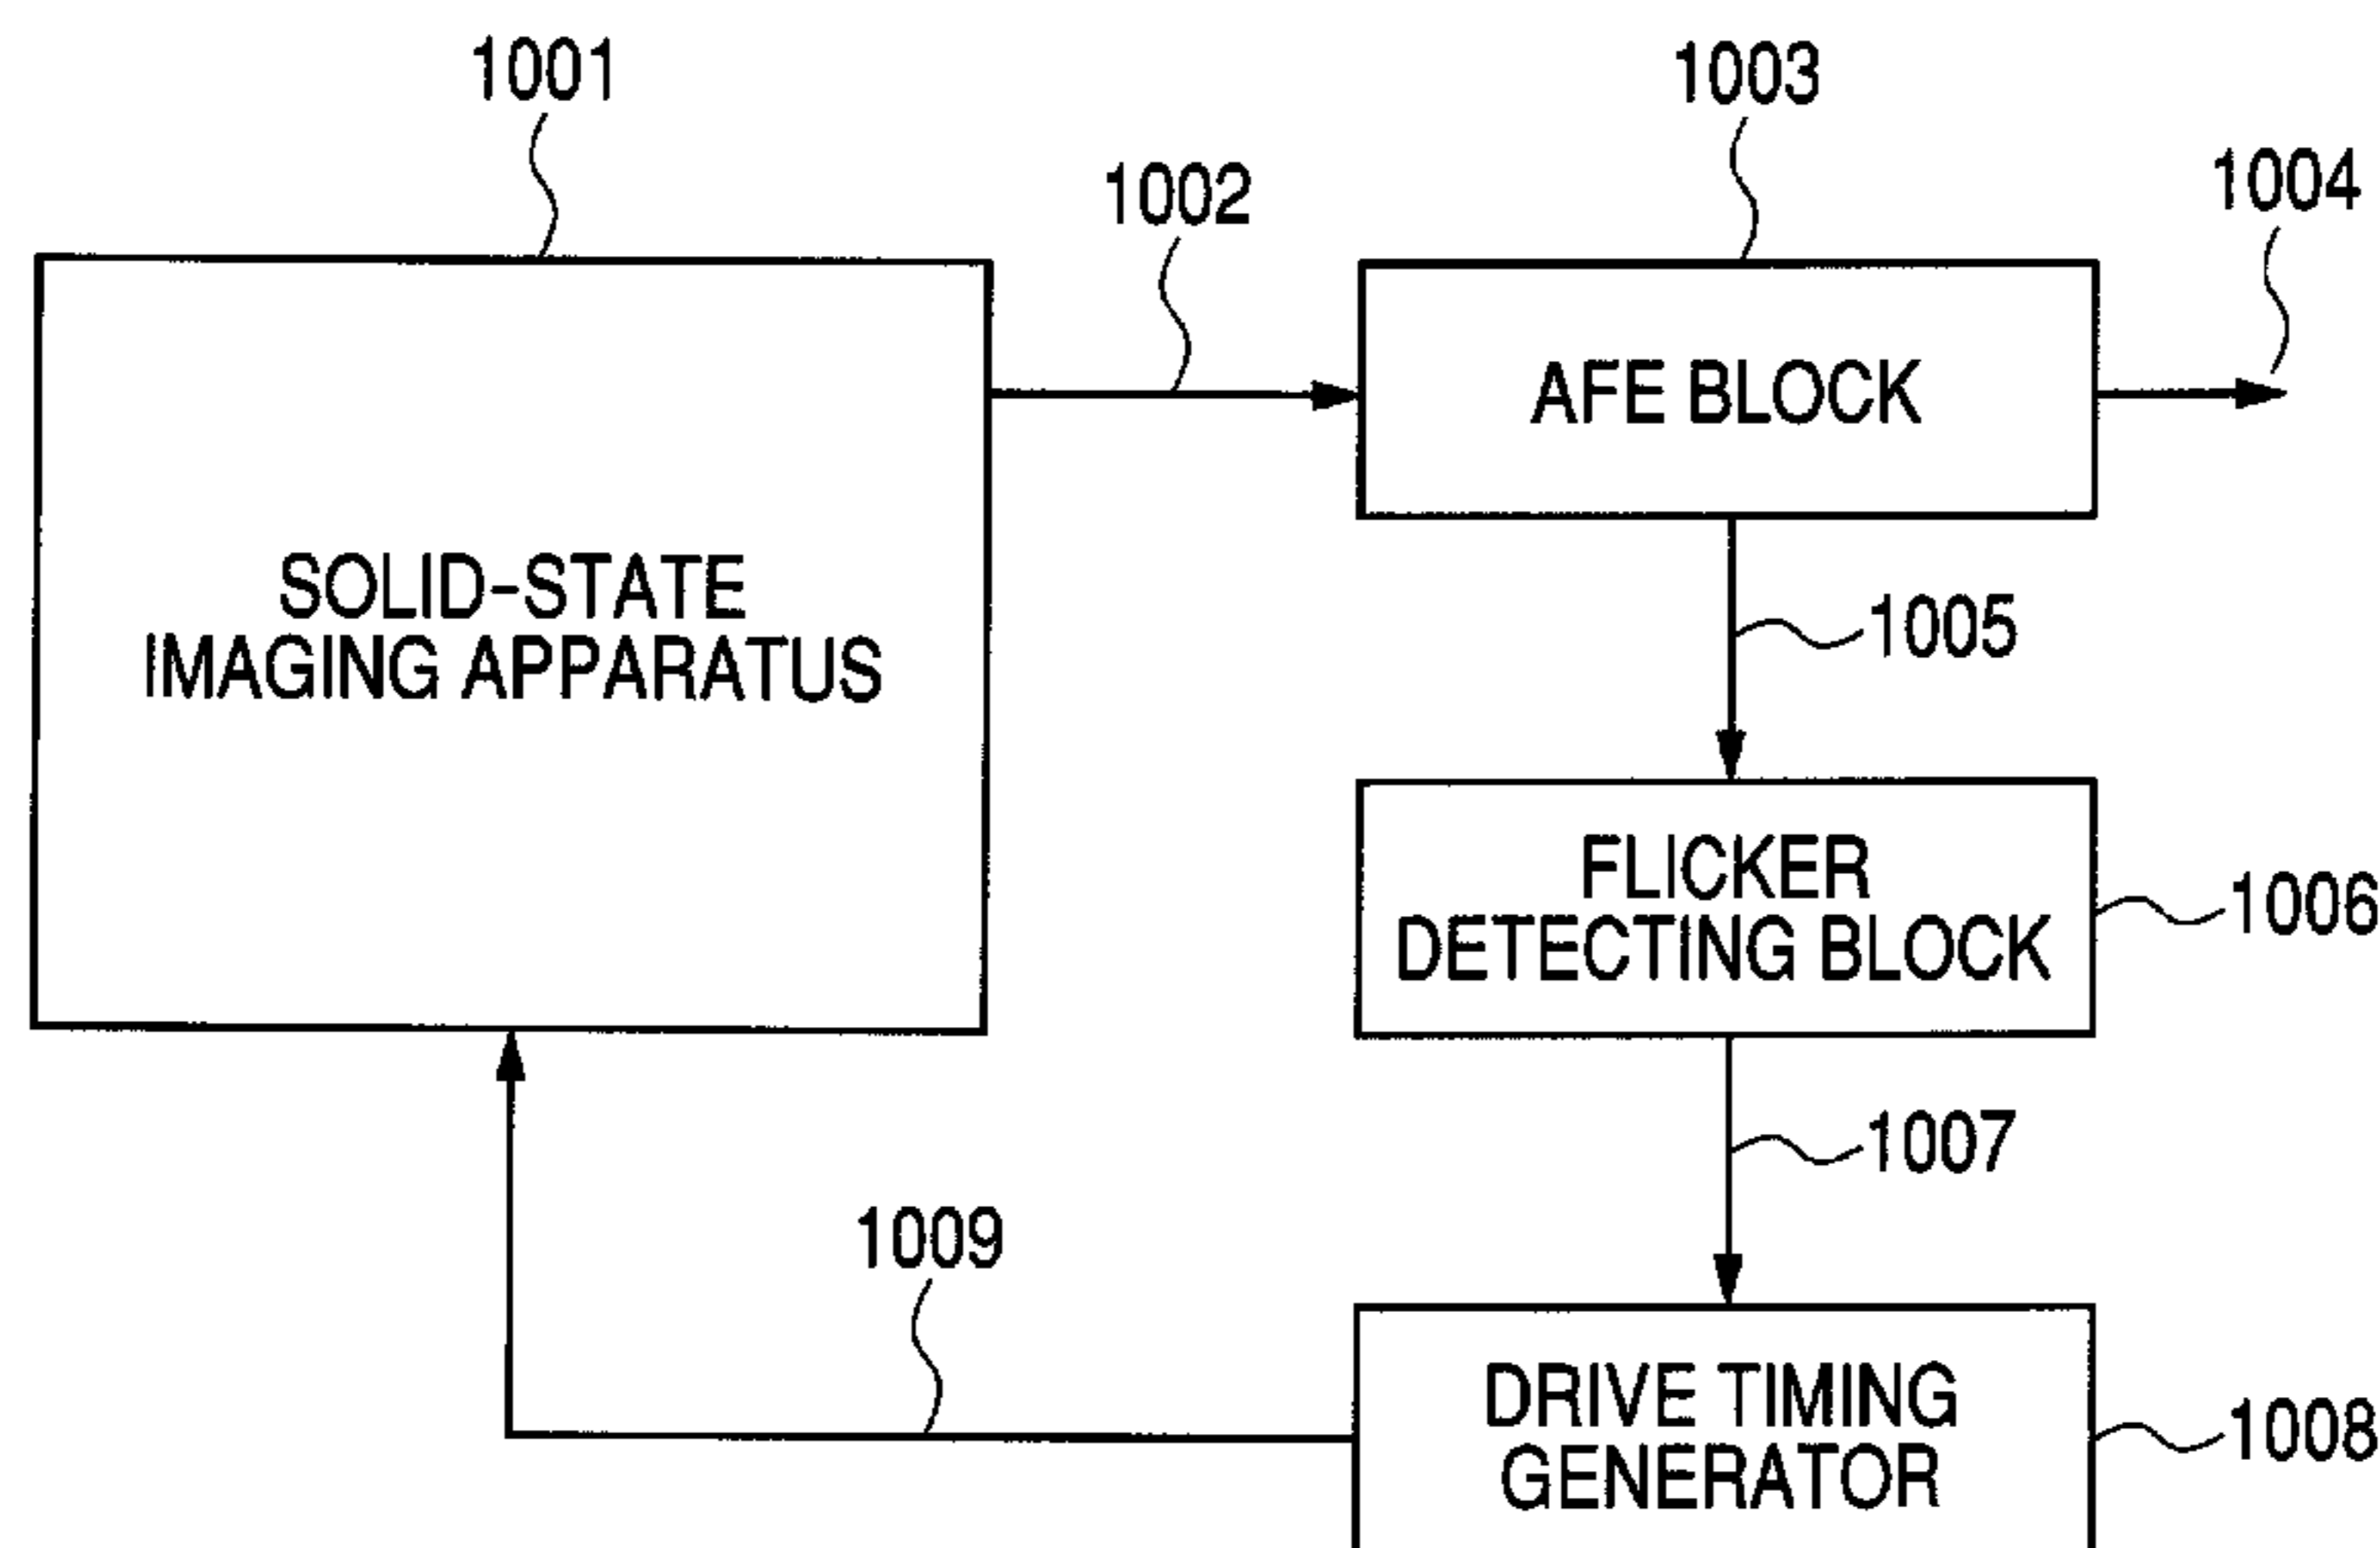 1001
1003
1002
1004
AFE BLOCK
SOLID-STATE
IMAGING APPARATUS
1005
FLICKER
DETECTING BLOCK
1006
1007
1009
DRIVE TIMING
GENERATOR
1008